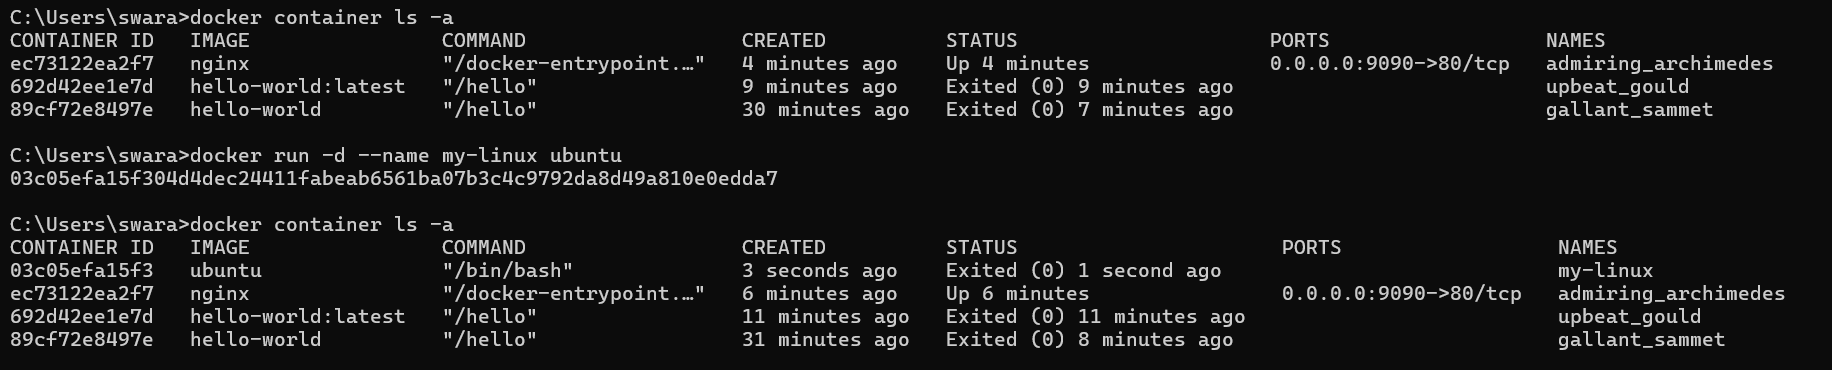 C:\Users\swara>docker container ls -a
CONTAINER ID   IMAGE                COMMAND                  CREATED          STATUS                     PORTS                  NAMES
ec73122ea2f7   nginx                "/docker-entrypoint.…"   4 minutes ago    Up 4 minutes               0.0.0.0:9090->80/tcp   admiring_archimedes
692d42ee1e7d   hello-world:latest   "/hello"                 9 minutes ago    Exited (0) 9 minutes ago                          upbeat_gould
89cf72e8497e   hello-world          "/hello"                 30 minutes ago   Exited (0) 7 minutes ago                          gallant_sammet
C:\Users\swara>docker run -d --name my-linux ubuntu
03c05efa15f304d4dec24411fabeab6561ba07b3c4c9792da8d49a810e0edda7
C:\Users\swara>docker container ls -a
CONTAINER ID   IMAGE                COMMAND                  CREATED          STATUS                      PORTS                  NAMES
03c05efa15f3   ubuntu               "/bin/bash"              3 seconds ago    Exited (0) 1 second ago                            my-linux
ec73122ea2f7   nginx                "/docker-entrypoint.…"   6 minutes ago    Up 6 minutes                0.0.0.0:9090->80/tcp   admiring_archimedes
692d42ee1e7d   hello-world:latest   "/hello"                 11 minutes ago   Exited (0) 11 minutes ago                          upbeat_gould
89cf72e8497e   hello-world          "/hello"                 31 minutes ago   Exited (0) 8 minutes ago                           gallant_sammet